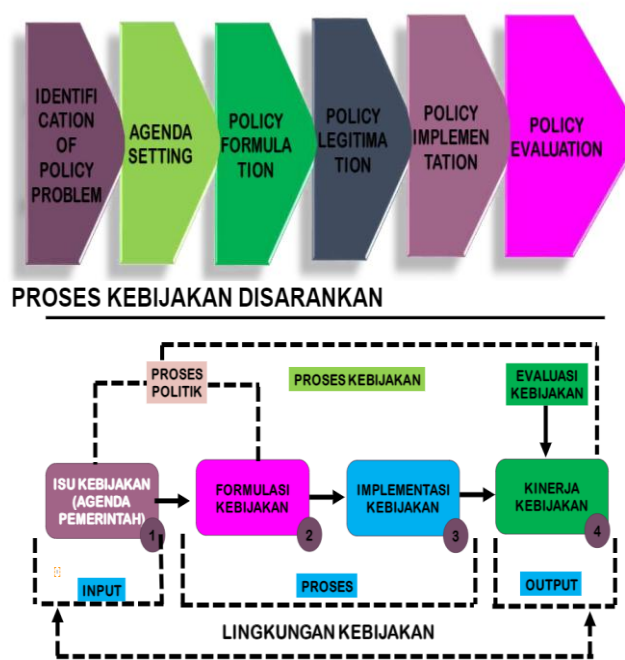 IDENTIFI
CATION
OF
POLICY
PROBLEM
AGENDA
SETTING
POLICY
FORMULA
TION
POLICY
LEGITIMA
TION
POLICY
IMPLEMEN
TATION
POLICY
EVALUATION
PROSES KEBIJAKAN DISARANKAN
PROSES
POLITIK
PROSES KEBIJAKAN
EVALUASI
KEBIJAKAN
ISU KEBIJAKAN
(AGENDA
PEMERINTAH)
1
FORMULASI
KEBIJAKAN
2
IMPLEMENTASI
KEBIJAKAN
3
KINERJA
KEBIJAKAN
4
INPUT
PROSES
OUTPUT
LINGKUNGAN KEBIJAKAN